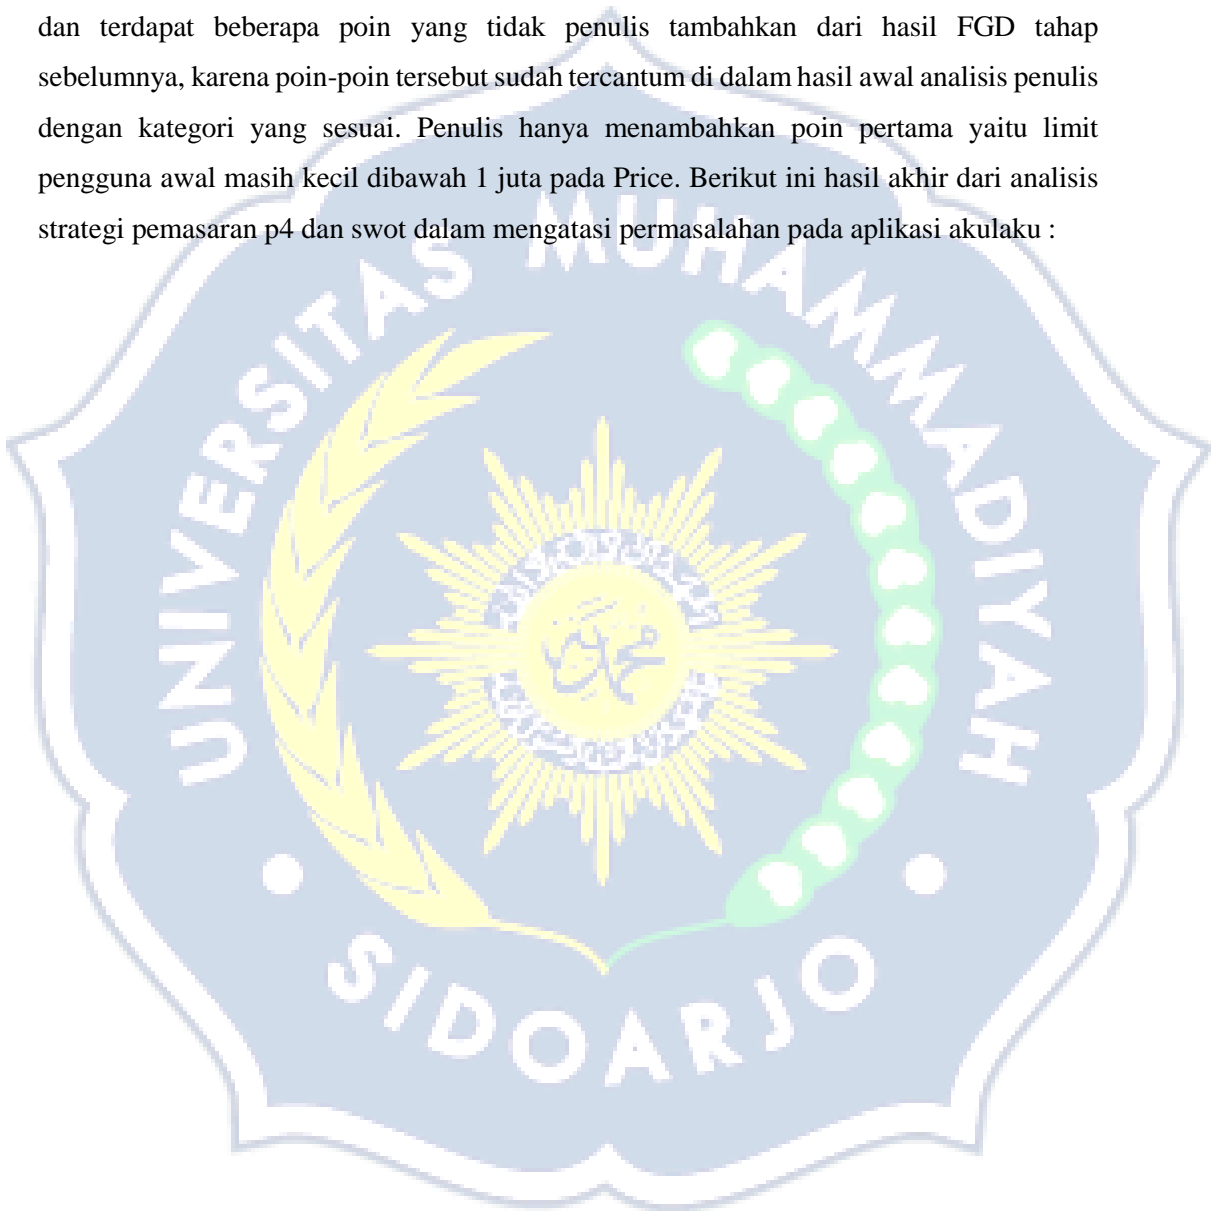 dan terdapat beberapa poin yang tidak penulis tambahkan dari hasil FGD tahap
sebelumnya, karena poin-poin tersebut sudah tercantum di dalam hasil awal analisis penulis
dengan kategori yang sesuai. Penulis hanya menambahkan poin pertama yaitu limit
pengguna awal masih kecil dibawah 1 juta pada Price. Berikut ini hasil akhir dari analisis
strategi pemasaran p4 dan swot dalam mengatasi permasalahan pada aplikasi akulaku :
UNIVERSITAS MUHAMMADIYAH
محمدية
SIDOARJO